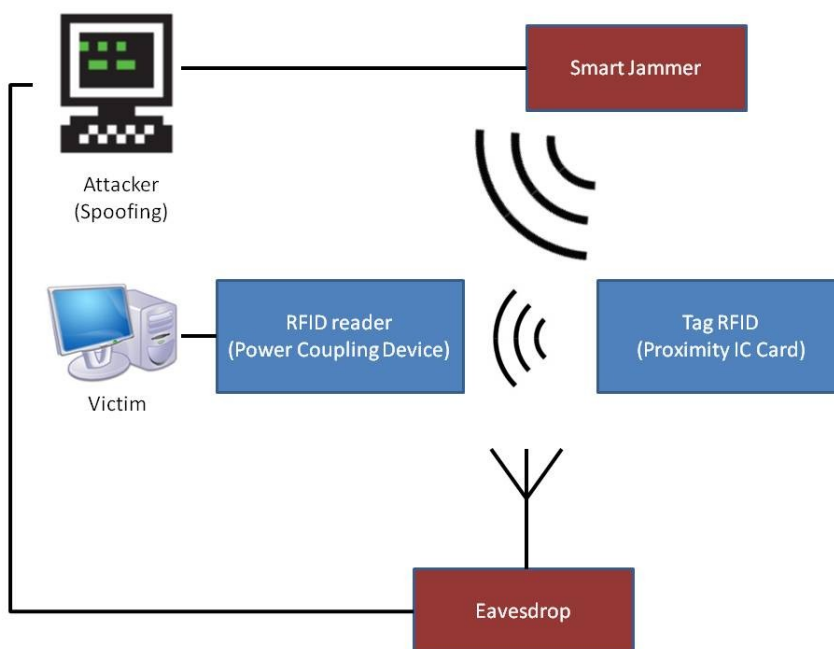 Smart Jammer
Attacker
(Spoofing)
RFID reader
(Power Coupling Device)
Tag RFID
(Proximity IC Card)
Victim
Eavesdrop